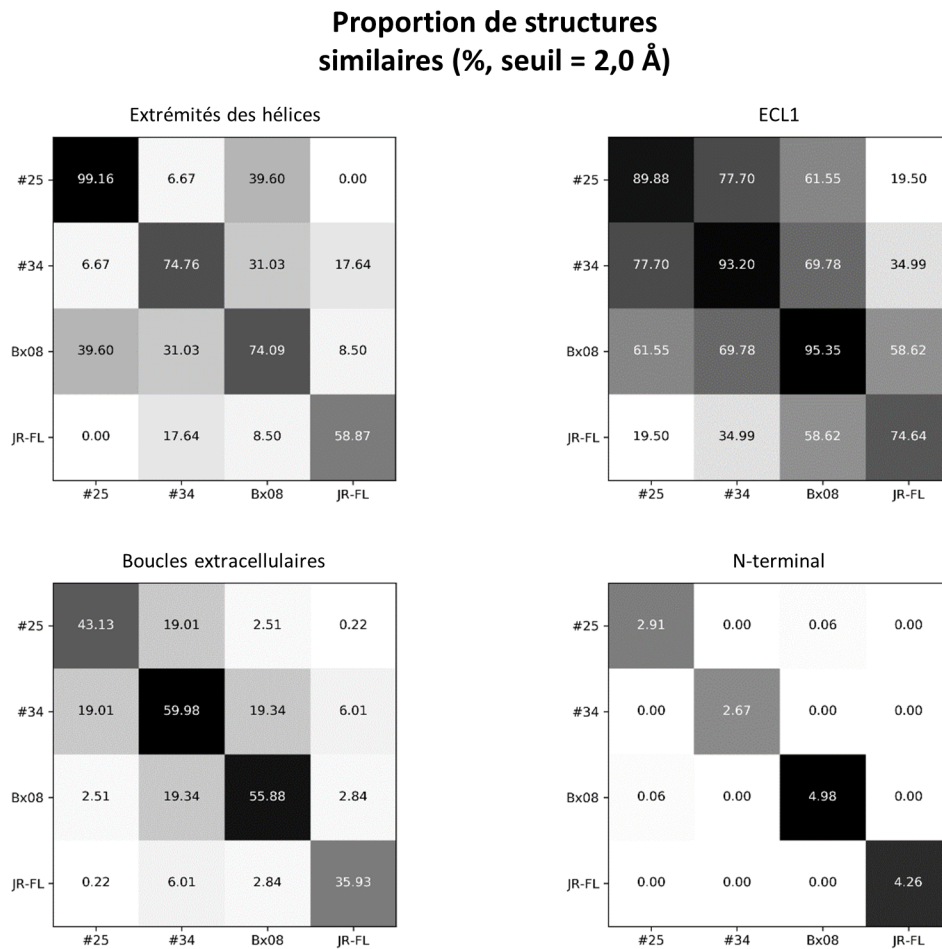 Proportion de structures
similaires (%, seuil = 2,0 Å)
Extrémités des hélices
#25 99.16 6.67 39.60 0.00
#34 6.67 74.76 31.03 17.64
Bx08 39.60 31.03 74.09 8.50
JR-FL 0.00 17.64 8.50 58.87
#25 #34 Bx08 JR-FL
ECL1
#25 89.88 77.70 61.55 19.50
#34 77.70 93.20 69.78 34.99
Bx08 61.55 69.78 95.35 58.62
JR-FL 19.50 34.99 58.62 74.64
#25 #34 Bx08 JR-FL
Boucles extracellulaires
#25 43.13 19.01 2.51 0.22
#34 19.01 59.98 19.34 6.01
Bx08 2.51 19.34 55.88 2.84
JR-FL 0.22 6.01 2.84 35.93
#25 #34 Bx08 JR-FL
N-terminal
#25 2.91 0.00 0.06 0.00
#34 0.00 2.67 0.00 0.00
Bx08 0.06 0.00 4.98 0.00
JR-FL 0.00 0.00 0.00 4.26
#25 #34 Bx08 JR-FL